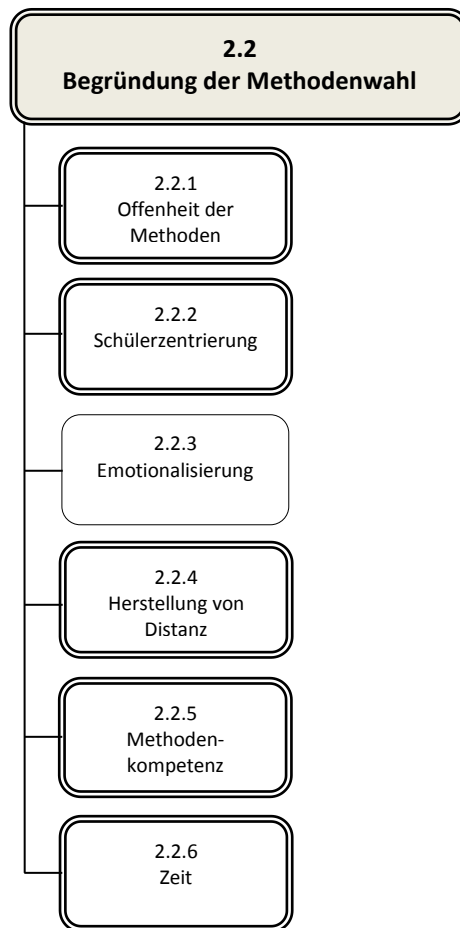 2.2
Begründung der Methodenwahl
2.2.1
Offenheit der
Methoden
2.2.2
Schülerzentrierung
2.2.3
Emotionalisierung
2.2.4
Herstellung von
Distanz
2.2.5
Methoden-
kompetenz
2.2.6
Zeit